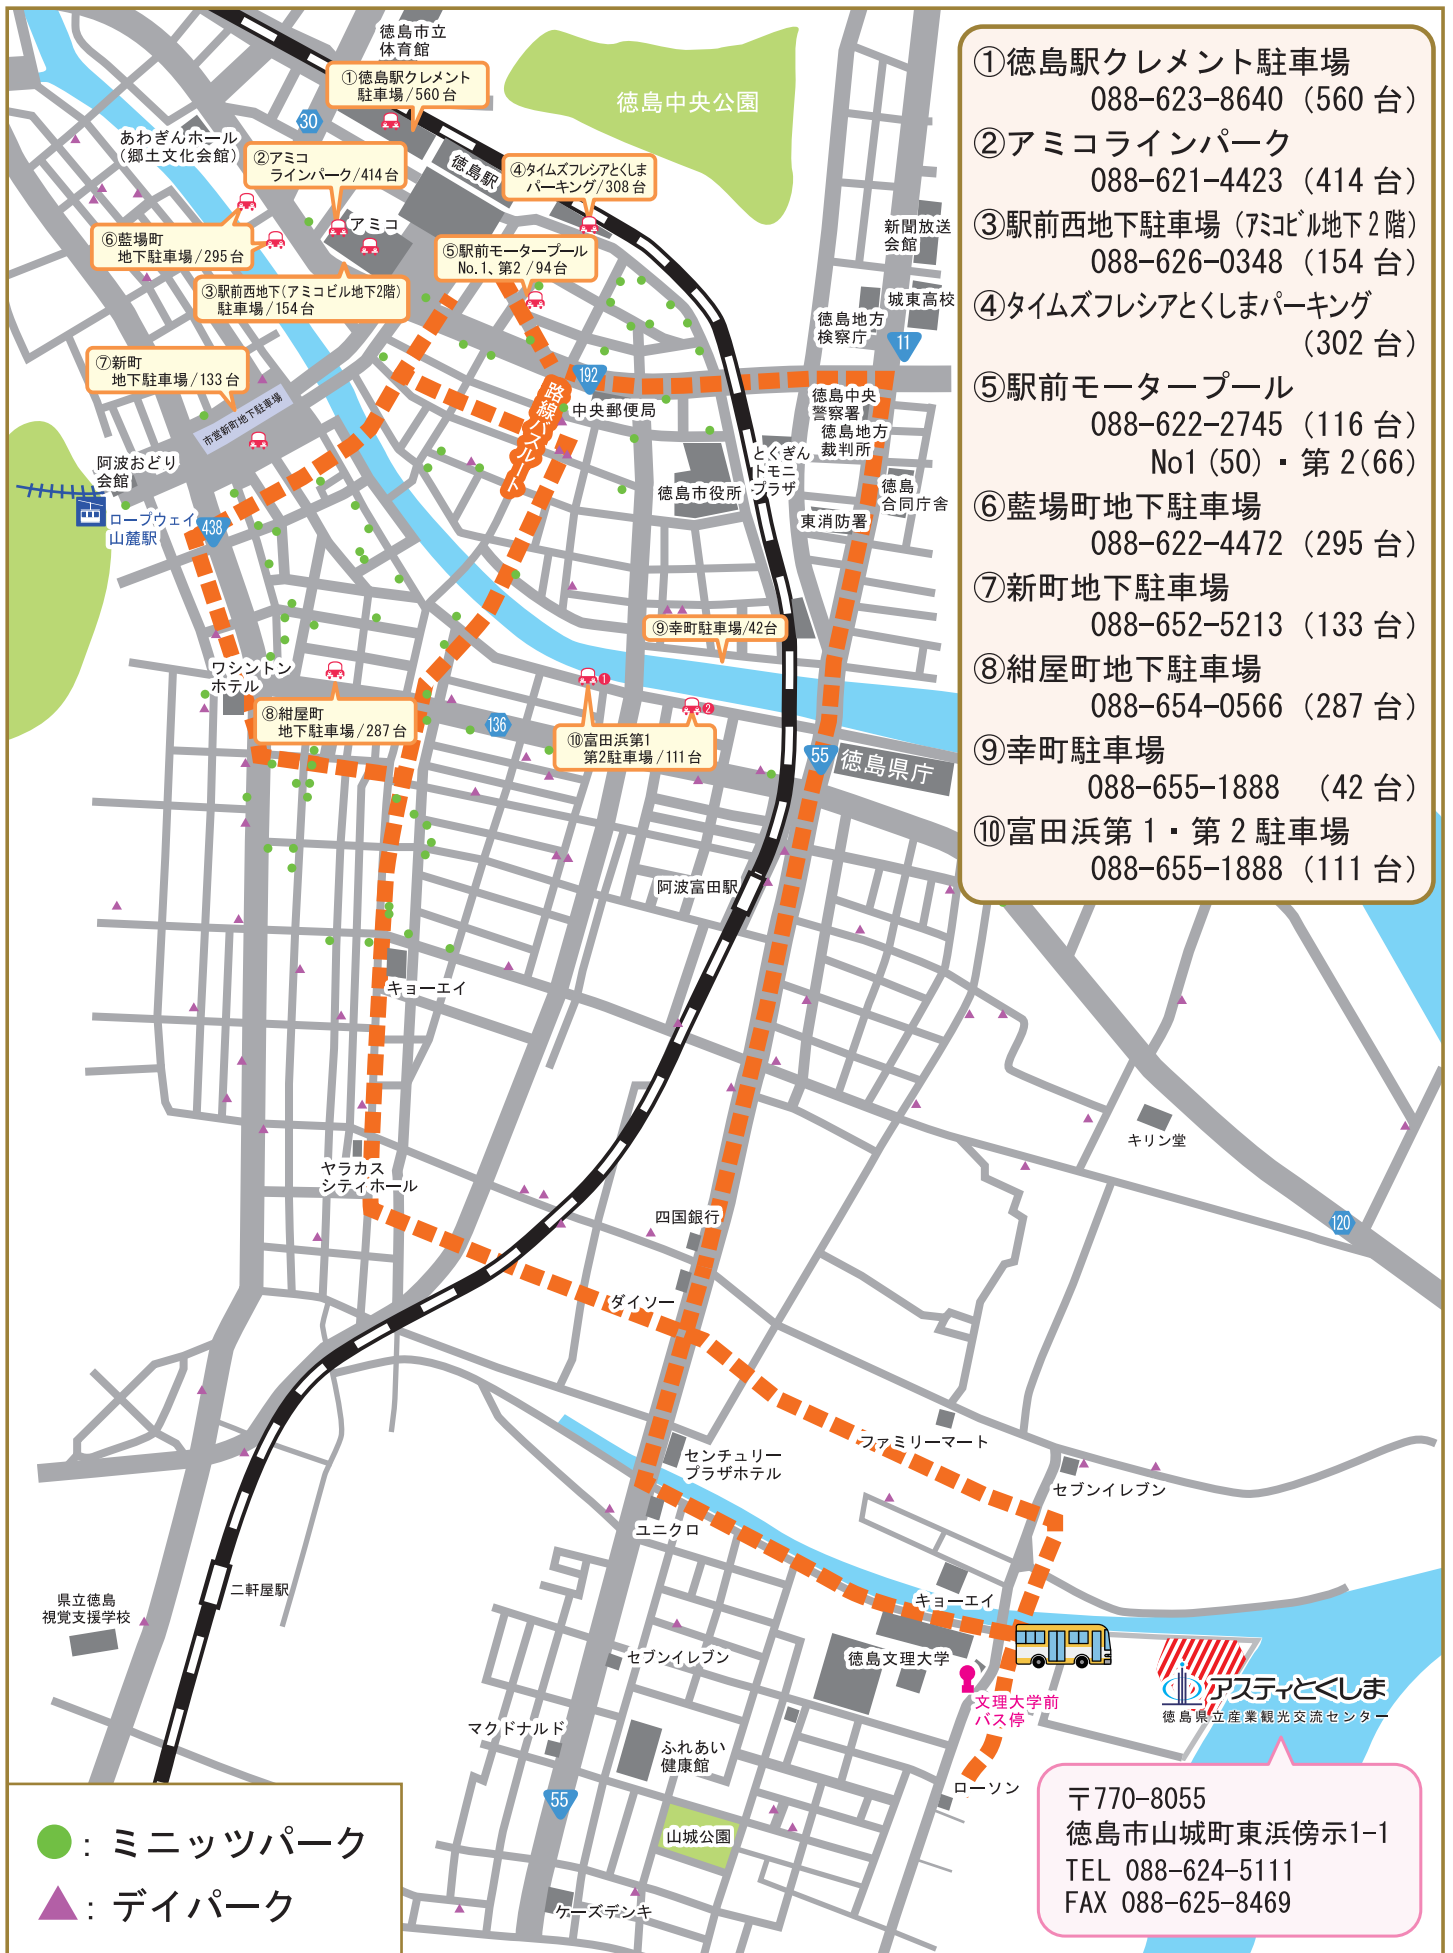 徳島市立
体育館
①徳島駅クレメント
駐車場/560台
徳島中央公園
30
あわぎんホール
(郷土文化会館)
②アミコ
ラインパーク/414台
徳島駅
④タイムズフレシアとくしま
パーキング/308台
アミコ
⑥藍場町
地下駐車場/295台
⑤駅前モータープール
No.1、第2/94台
③駅前西地下(アミコビル地下2階)
駐車場/154台
新聞放送
会館
城東高校
徳島地方
検察庁
11
⑦新町
地下駐車場/133台
192
路線バスルート
中央郵便局
徳島中央
警察署
徳島地方
裁判所
市営新町地下駐車場
阿波おどり
会館
とくぎん
トモニ
プラザ
徳島市役所
徳島
合同庁舎
東消防署
ロープウェイ
山麓駅
438
⑨幸町駐車場/42台
ワシントン
ホテル
1
2
⑧紺屋町
地下駐車場/287台
136
⑩富田浜第1
第2駐車場/111台
55
徳島県庁
阿波富田駅
キョーエイ
キリン堂
ヤラカス
シティホール
四国銀行
120
ダイソー
ファミリーマート
センチュリー
プラザホテル
セブンイレブン
ユニクロ
二軒屋駅
県立徳島
視覚支援学校
キョーエイ
セブンイレブン
徳島文理大学
文理大学前
バス停
アスティとくしま
徳島県立産業観光交流センター
マクドナルド
ふれあい
健康館
ローソン
55
山城公園
ケーズデンキ
①徳島駅クレメント駐車場
088-623-8640 (560台)
②アミコラインパーク
088-621-4423 (414台)
③駅前西地下駐車場(アミコビル地下2階)
088-626-0348 (154台)
④タイムズフレシアとくしまパーキング
(302台)
⑤駅前モータープール
088-622-2745 (116台)
No1(50)・第2(66)
⑥藍場町地下駐車場
088-622-4472 (295台)
⑦新町地下駐車場
088-652-5213 (133台)
⑧紺屋町地下駐車場
088-654-0566 (287台)
⑨幸町駐車場
088-655-1888 (42台)
⑩富田浜第1・第2駐車場
088-655-1888 (111台)
:ミニッツパーク
:デイパーク
〒770-8055
徳島市山城町東浜傍示1-1
TEL 088-624-5111
FAX 088-625-8469